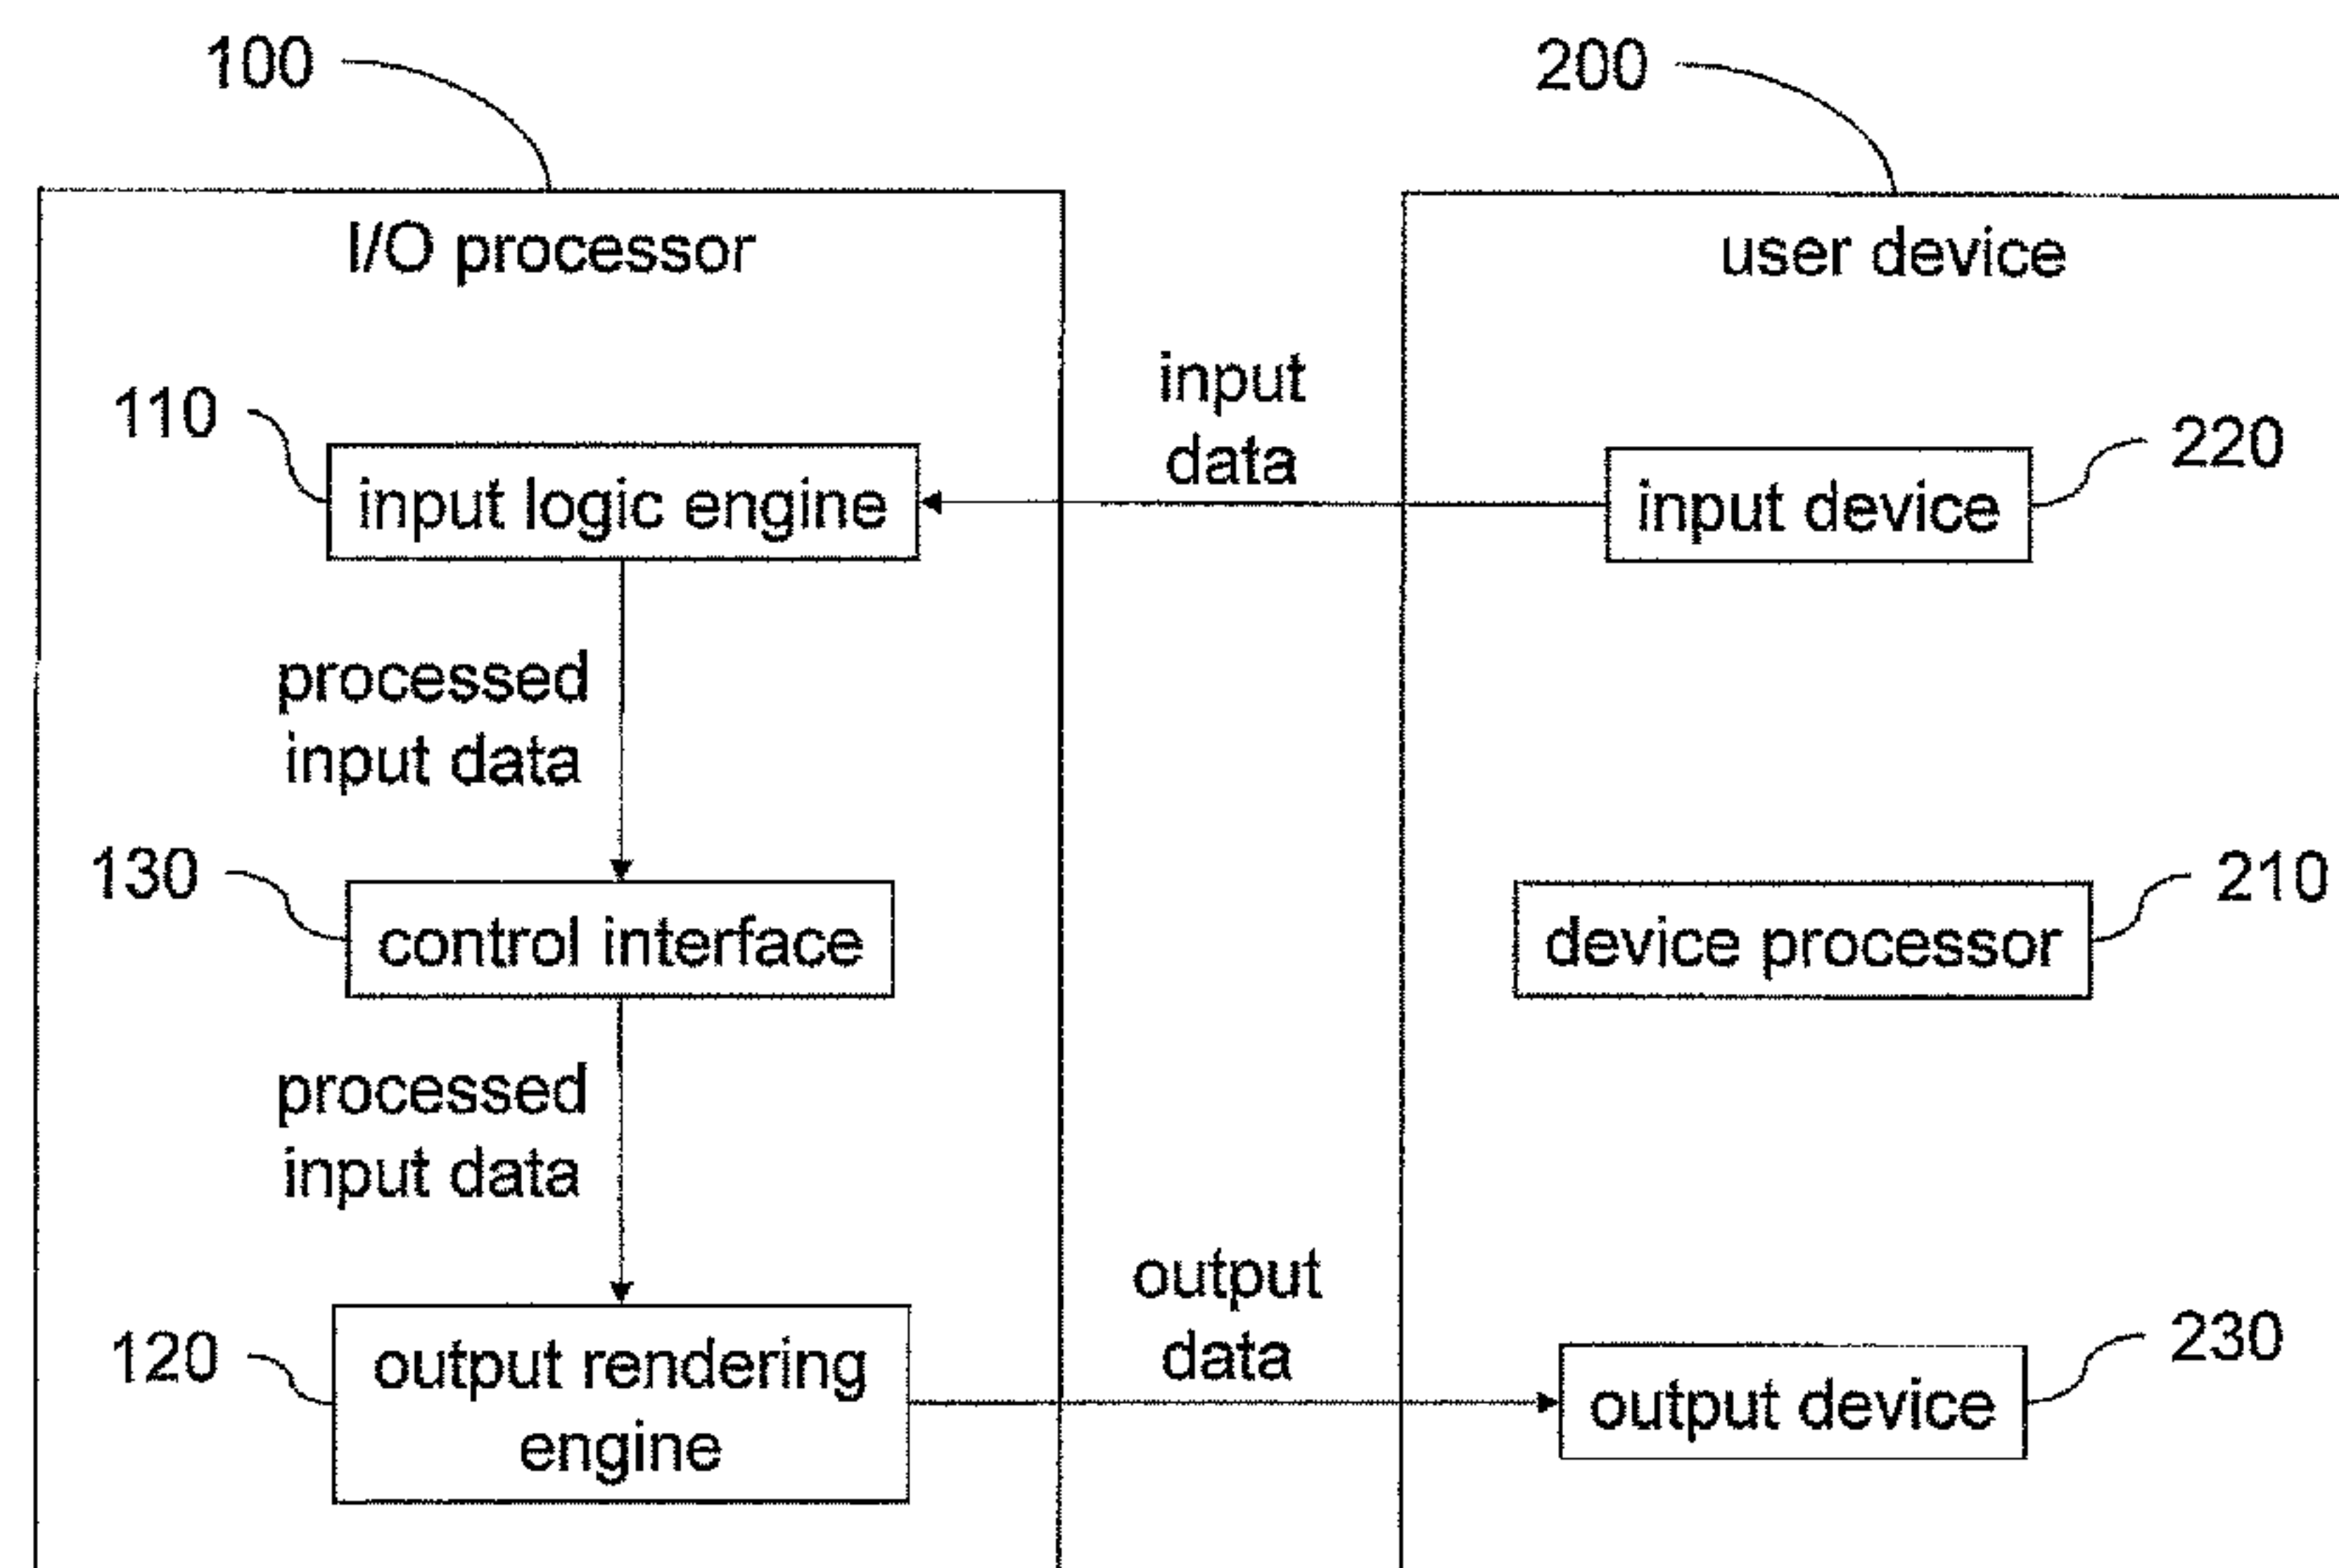 100
200
I/O processor
user device
input
data
110
220
input logic engine
input device
processed
input data
130
210
control interface
device processor
processed
input data
output
data
120
230
output rendering
engine
output device